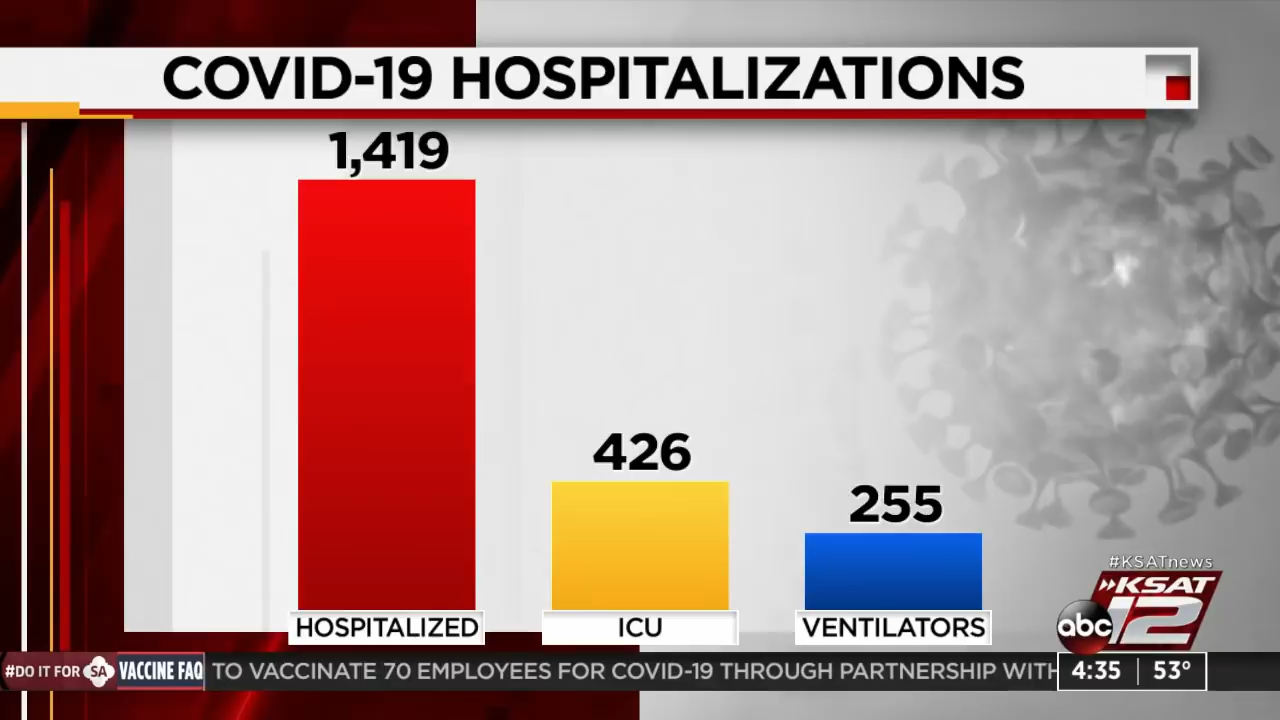 COVID-19 HOSPITALIZATIONS
1,419
426
255
HOSPITALIZED
ICU
VENTILATORS
#KSATnews
KSAT
abc 12
#DO IT FOR SA VACCINE FAQ TO VACCINATE 70 EMPLOYEES FOR COVID-19 THROUGH PARTNERSHIP WITH 4:35 53°